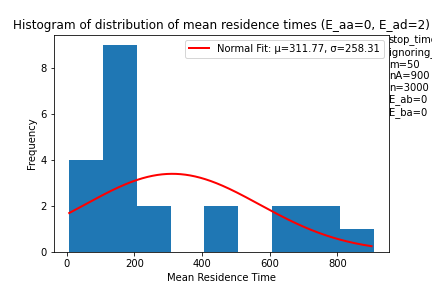 Histogram of distribution of mean residence times (E_aa=0, E_ad=2)
Normal Fit: μ=311.77, σ=258.31
m=50
nA=900
n=3000
E_ab=0
E_ba=0
Frequency
8
6
4
2
0
0 200 400 600 800
Mean Residence Time